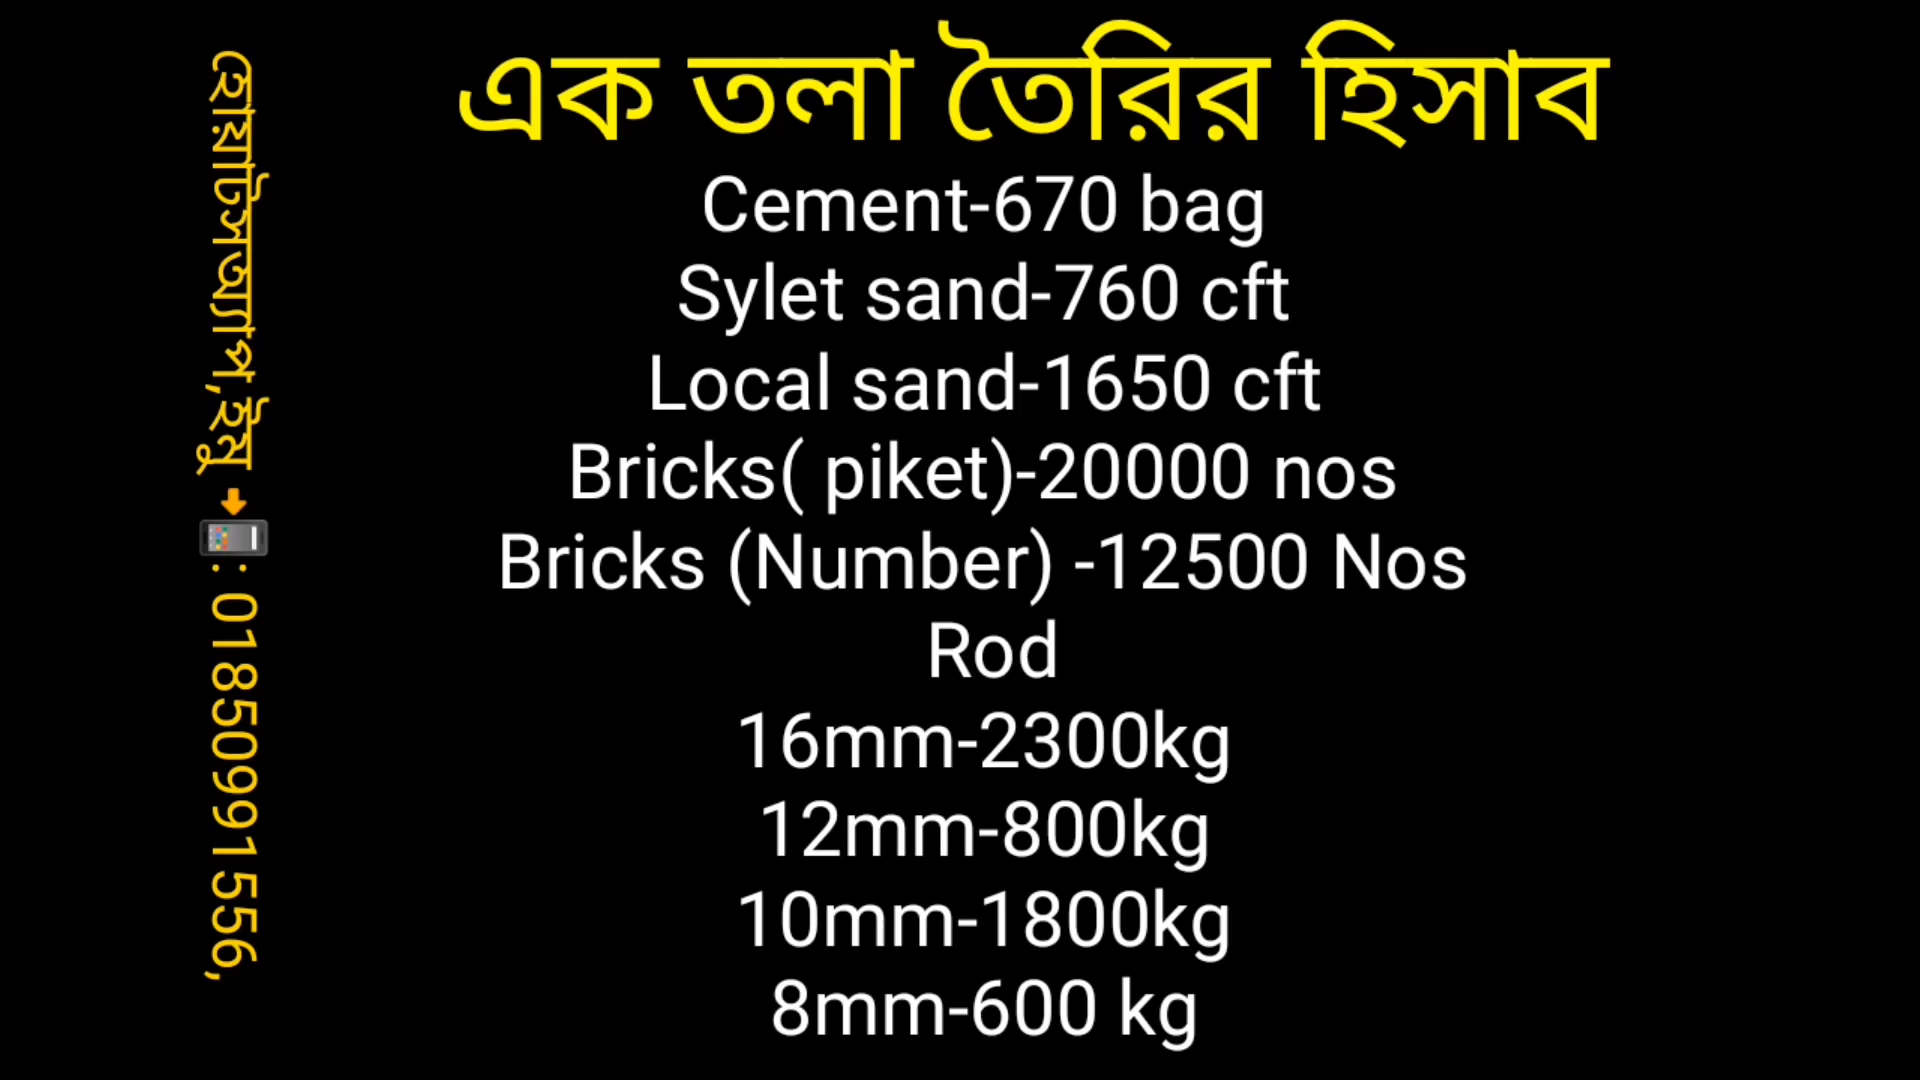 এক তলা তৈরির হিসাব
Cement-670 bag
Sylet sand-760 cft
Local sand-1650 cft
Bricks( piket)-20000 nos
Bricks (Number) -12500 Nos
Rod
16mm-2300kg
12mm-800kg
10mm-1800kg
8mm-600 kg
হোয়াটসঅ্যাপ,ইমু 📱: 01850991556,